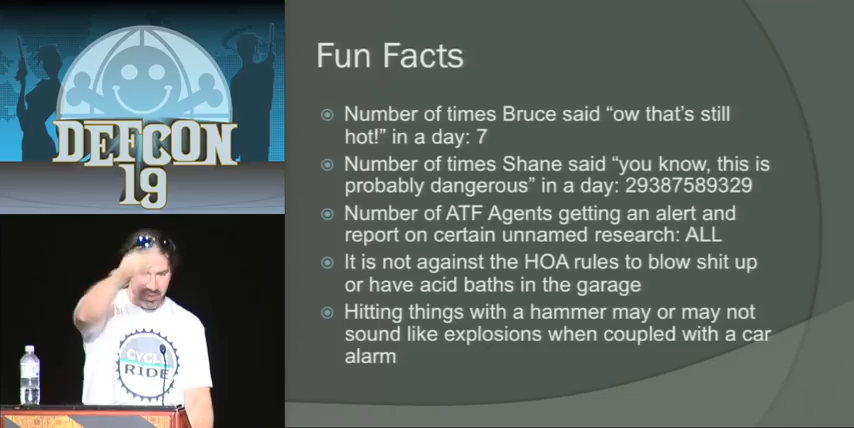 DEFCON
19
CYCLE
RIDE
Fun Facts
Number of times Bruce said “ow that’s still
hot!” in a day: 7
Number of times Shane said “you know, this is
probably dangerous” in a day: 29387589329
Number of ATF Agents getting an alert and
report on certain unnamed research: ALL
It is not against the HOA rules to blow shit up
or have acid baths in the garage
Hitting things with a hammer may or may not
sound like explosions when coupled with a car
alarm